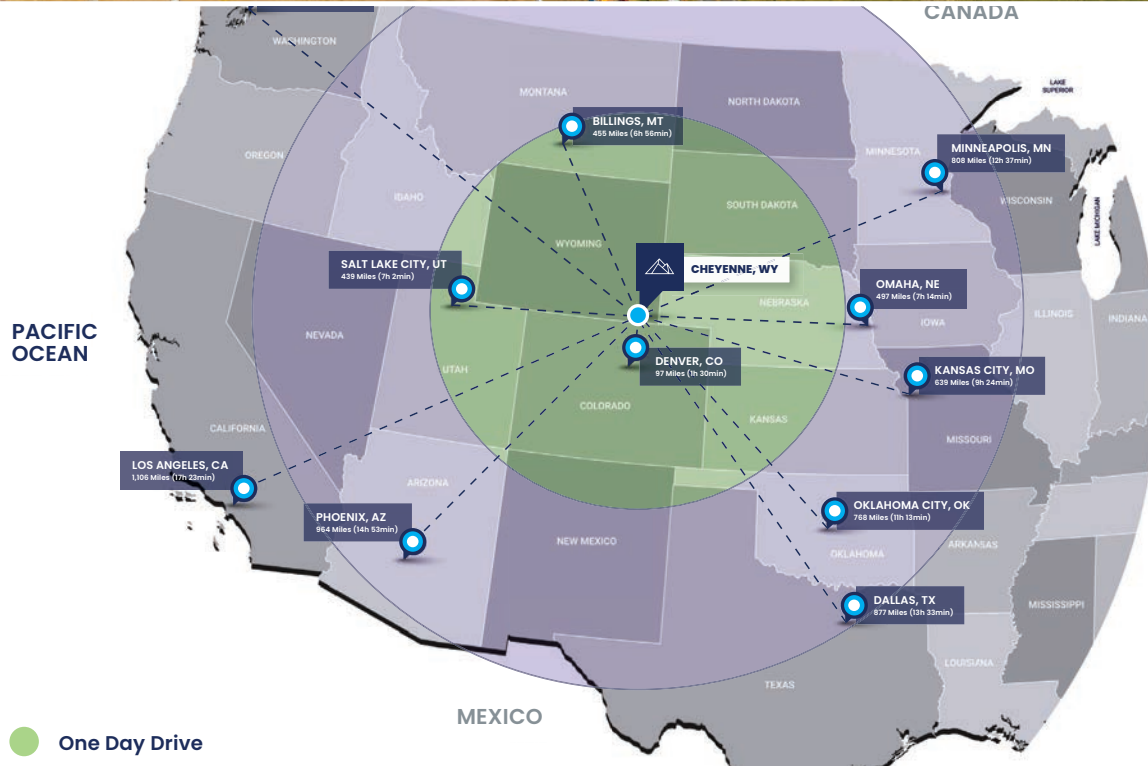 CANADA
WASHINGTON
LAKE
SUPERIOR
MONTANA
NORTH DAKOTA
BILLINGS, MT
455 Miles (6h 56min)
MINNESOTA
MINNEAPOLIS, MN
808 Miles (12h 37min)
OREGON
IDAHO
SOUTH DAKOTA
WISCONSIN
LAKE MICHIGAN
WYOMING
SALT LAKE CITY, UT
439 Miles (7h 2min)
CHEYENNE, WY
OMAHA, NE
497 Miles (7h 14min)
NEBRASKA
IOWA
ILLINOIS
INDIANA
PACIFIC
OCEAN
NEVADA
UTAH
DENVER, CO
97 Miles (1h 30min)
KANSAS CITY, MO
639 Miles (9h 24min)
COLORADO
KANSAS
CALIFORNIA
MISSOURI
LOS ANGELES, CA
1,106 Miles (17h 23min)
ARIZONA
PHOENIX, AZ
964 Miles (14h 53min)
NEW MEXICO
OKLAHOMA CITY, OK
768 Miles (11h 13min)
OKLAHOMA
ARKANSAS
DALLAS, TX
877 Miles (13h 33min)
MISSISSIPPI
LOUISIANA
TEXAS
MEXICO
One Day Drive